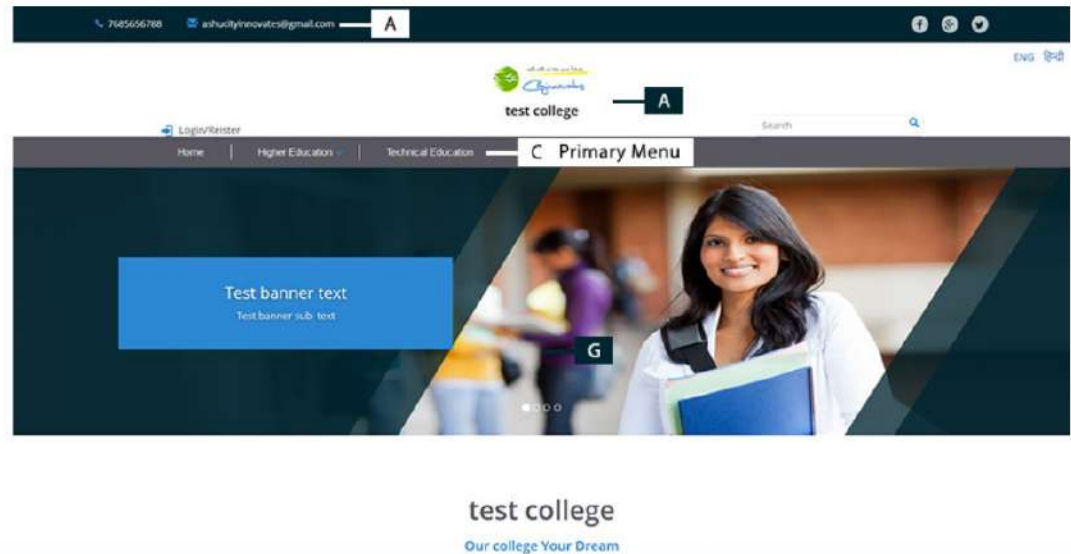 7685656788 ashucityinnovates@gmail.com A
ENG हिन्दी
A
test college
Search
Login/Reister
Home Higher Education Technical Education C Primary Menu
Test banner text
Test banner sub text
G
test college
Our college Your Dream